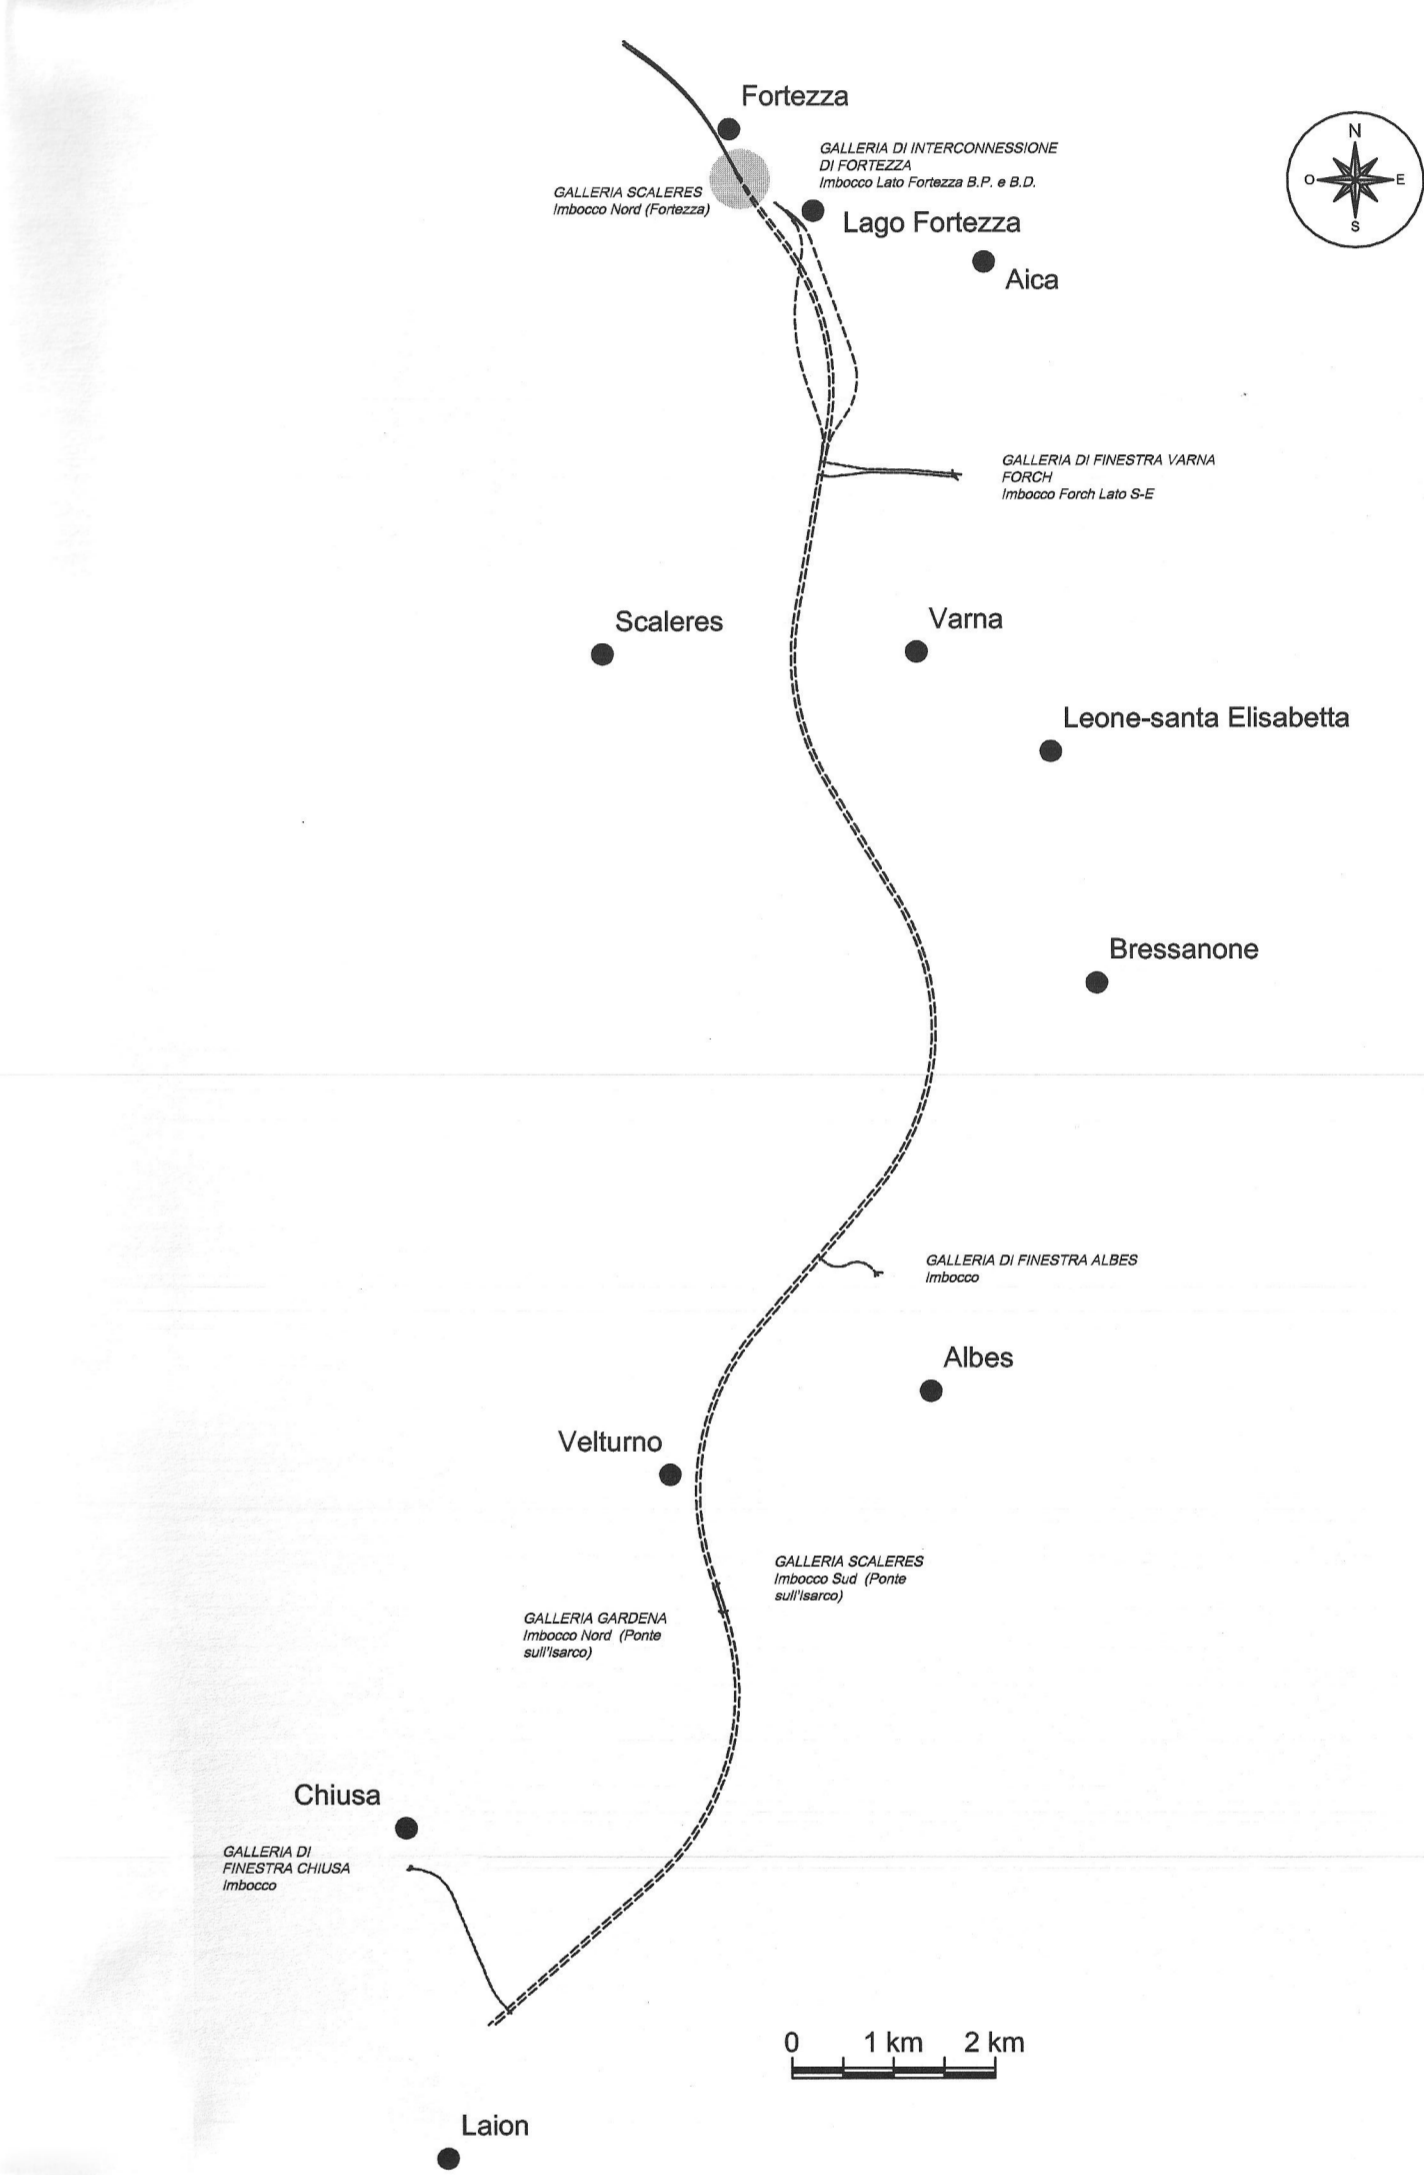 Fortezza
GALLERIA DI INTERCONNESSIONE
DI FORTEZZA
Imbocco Lato Fortezza B.P. e B.D.
N
O
E
S
GALLERIA SCALERES
Imbocco Nord (Fortezza)
Lago Fortezza
Aica
GALLERIA DI FINESTRA VARNA
FORCH
Imbocco Forch Lato S-E
Scaleres
Varna
Leone-santa Elisabetta
Bressanone
GALLERIA DI FINESTRA ALBES
Imbocco
Albes
Velturno
GALLERIA SCALERES
Imbocco Sud (Ponte
sull'Isarco)
GALLERIA GARDENA
Imbocco Nord (Ponte
sull'Isarco)
Chiusa
GALLERIA DI
FINESTRA CHIUSA
Imbocco
0 1 km 2 km
Laion